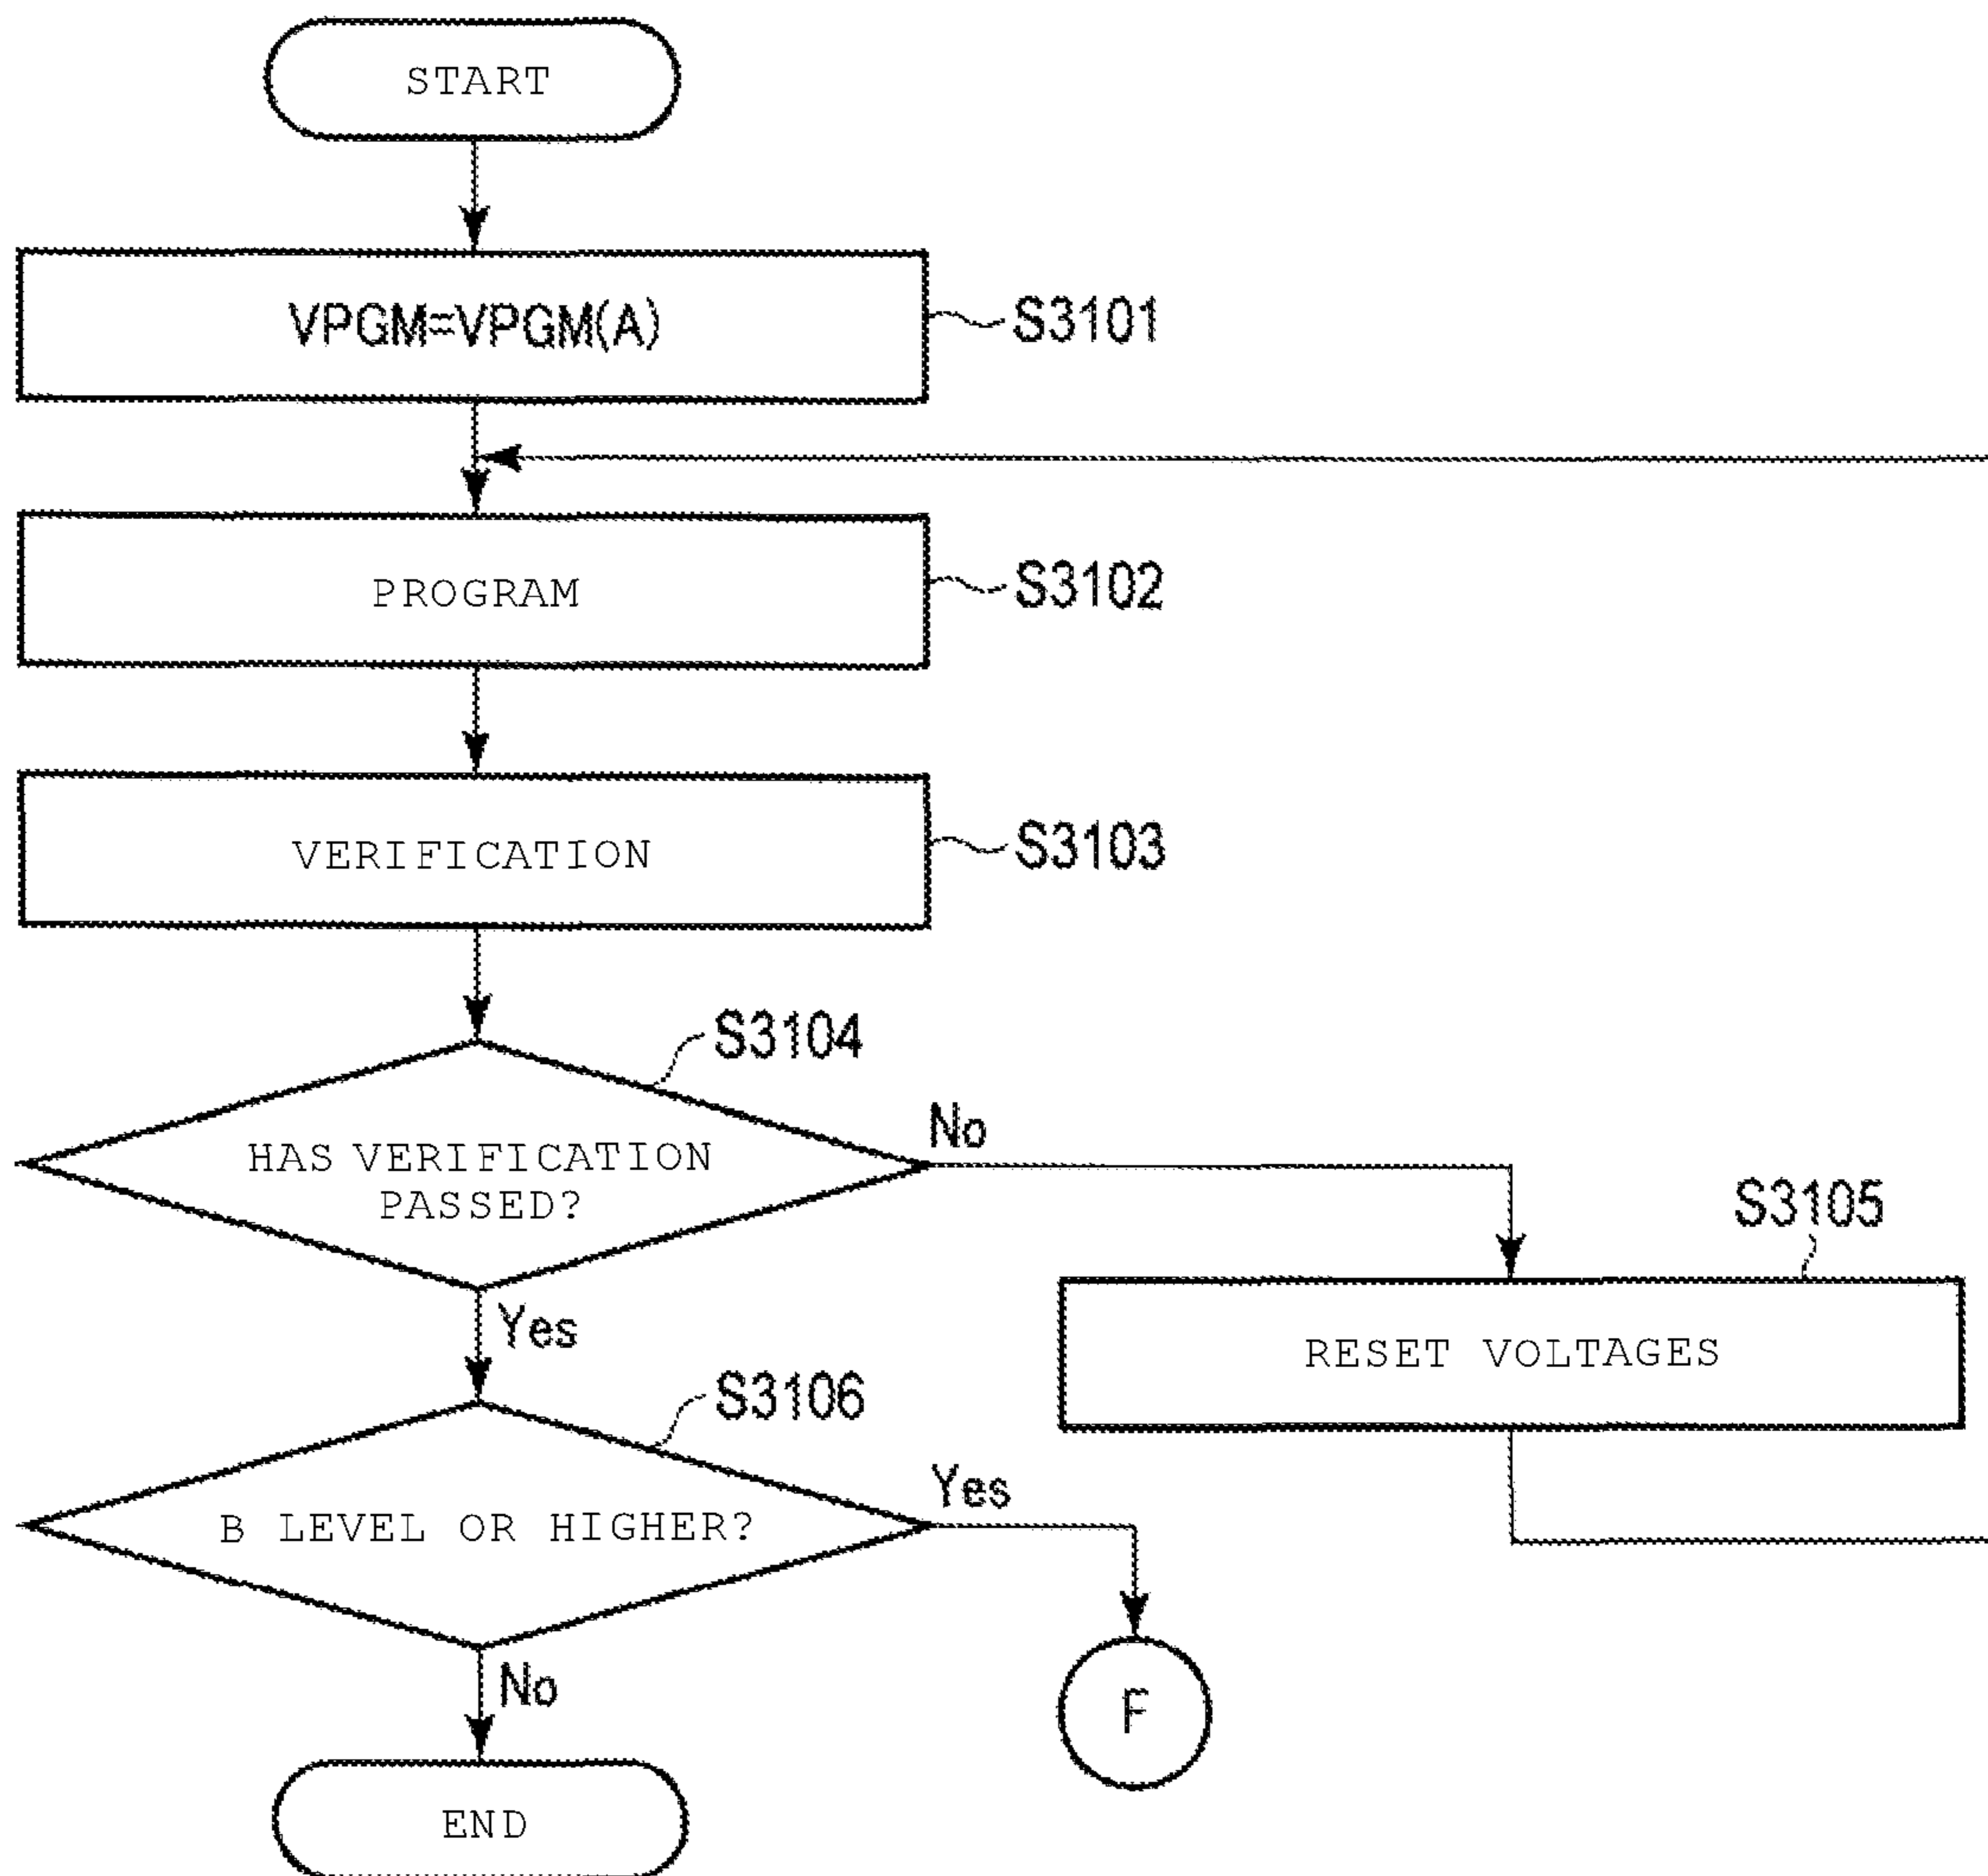 START
VPGM=VPGM(A)
S3101
PROGRAM
S3102
VERIFICATION
S3103
S3104
HAS VERIFICATION
PASSED?
No
Yes
S3105
RESET VOLTAGES
S3106
B LEVEL OR HIGHER?
Yes
No
F
END